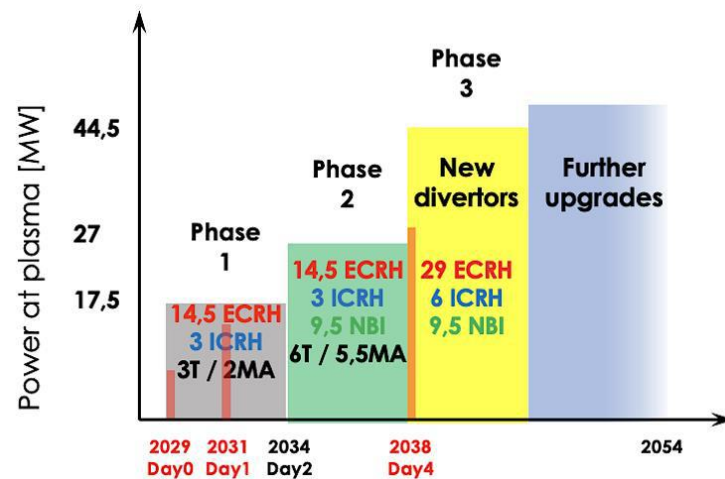 Power at plasma [MW]
44,5
27
17,5
Phase
1
14,5 ECRH
3 ICRH
3T / 2MA
Phase
2
14,5 ECRH
3 ICRH
9,5 NBI
6T / 5,5MA
Phase
3
New
divertors
29 ECRH
6 ICRH
9,5 NBI
Further
upgrades
2029
Day0
2031
Day1
2034
Day2
2038
Day4
2054